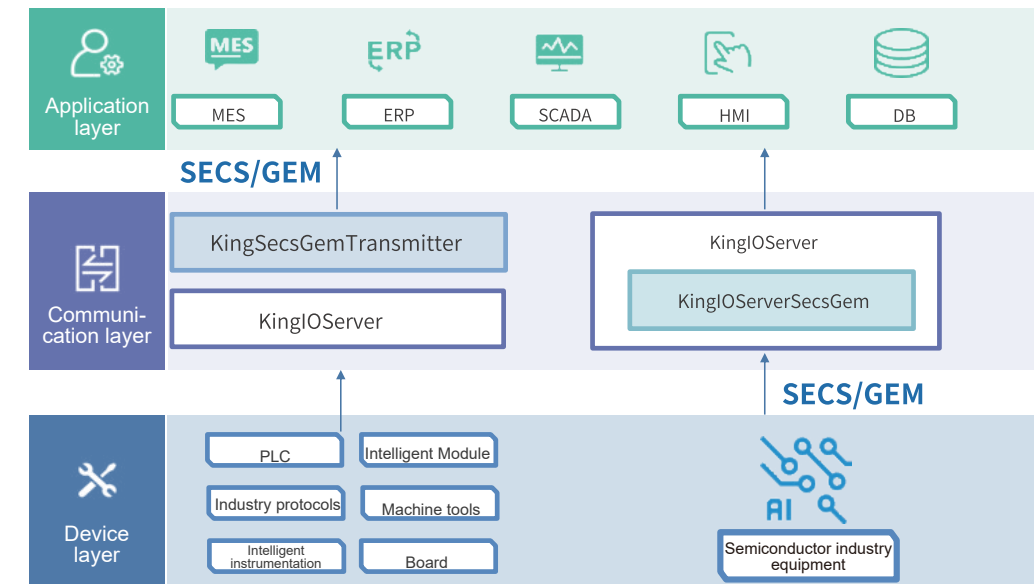 MES
ERP
Application
layer
MES
ERP
SCADA
HMI
DB
SECS/GEM
KingSecsGemTransmitter
KingIOServer
KingIOServer
KingIOServerSecsGem
Communi-
cation layer
SECS/GEM
PLC
Intelligent Module
Industry protocols
Machine tools
Intelligent
instrumentation
Board
Device
layer
AI
Semiconductor industry
equipment